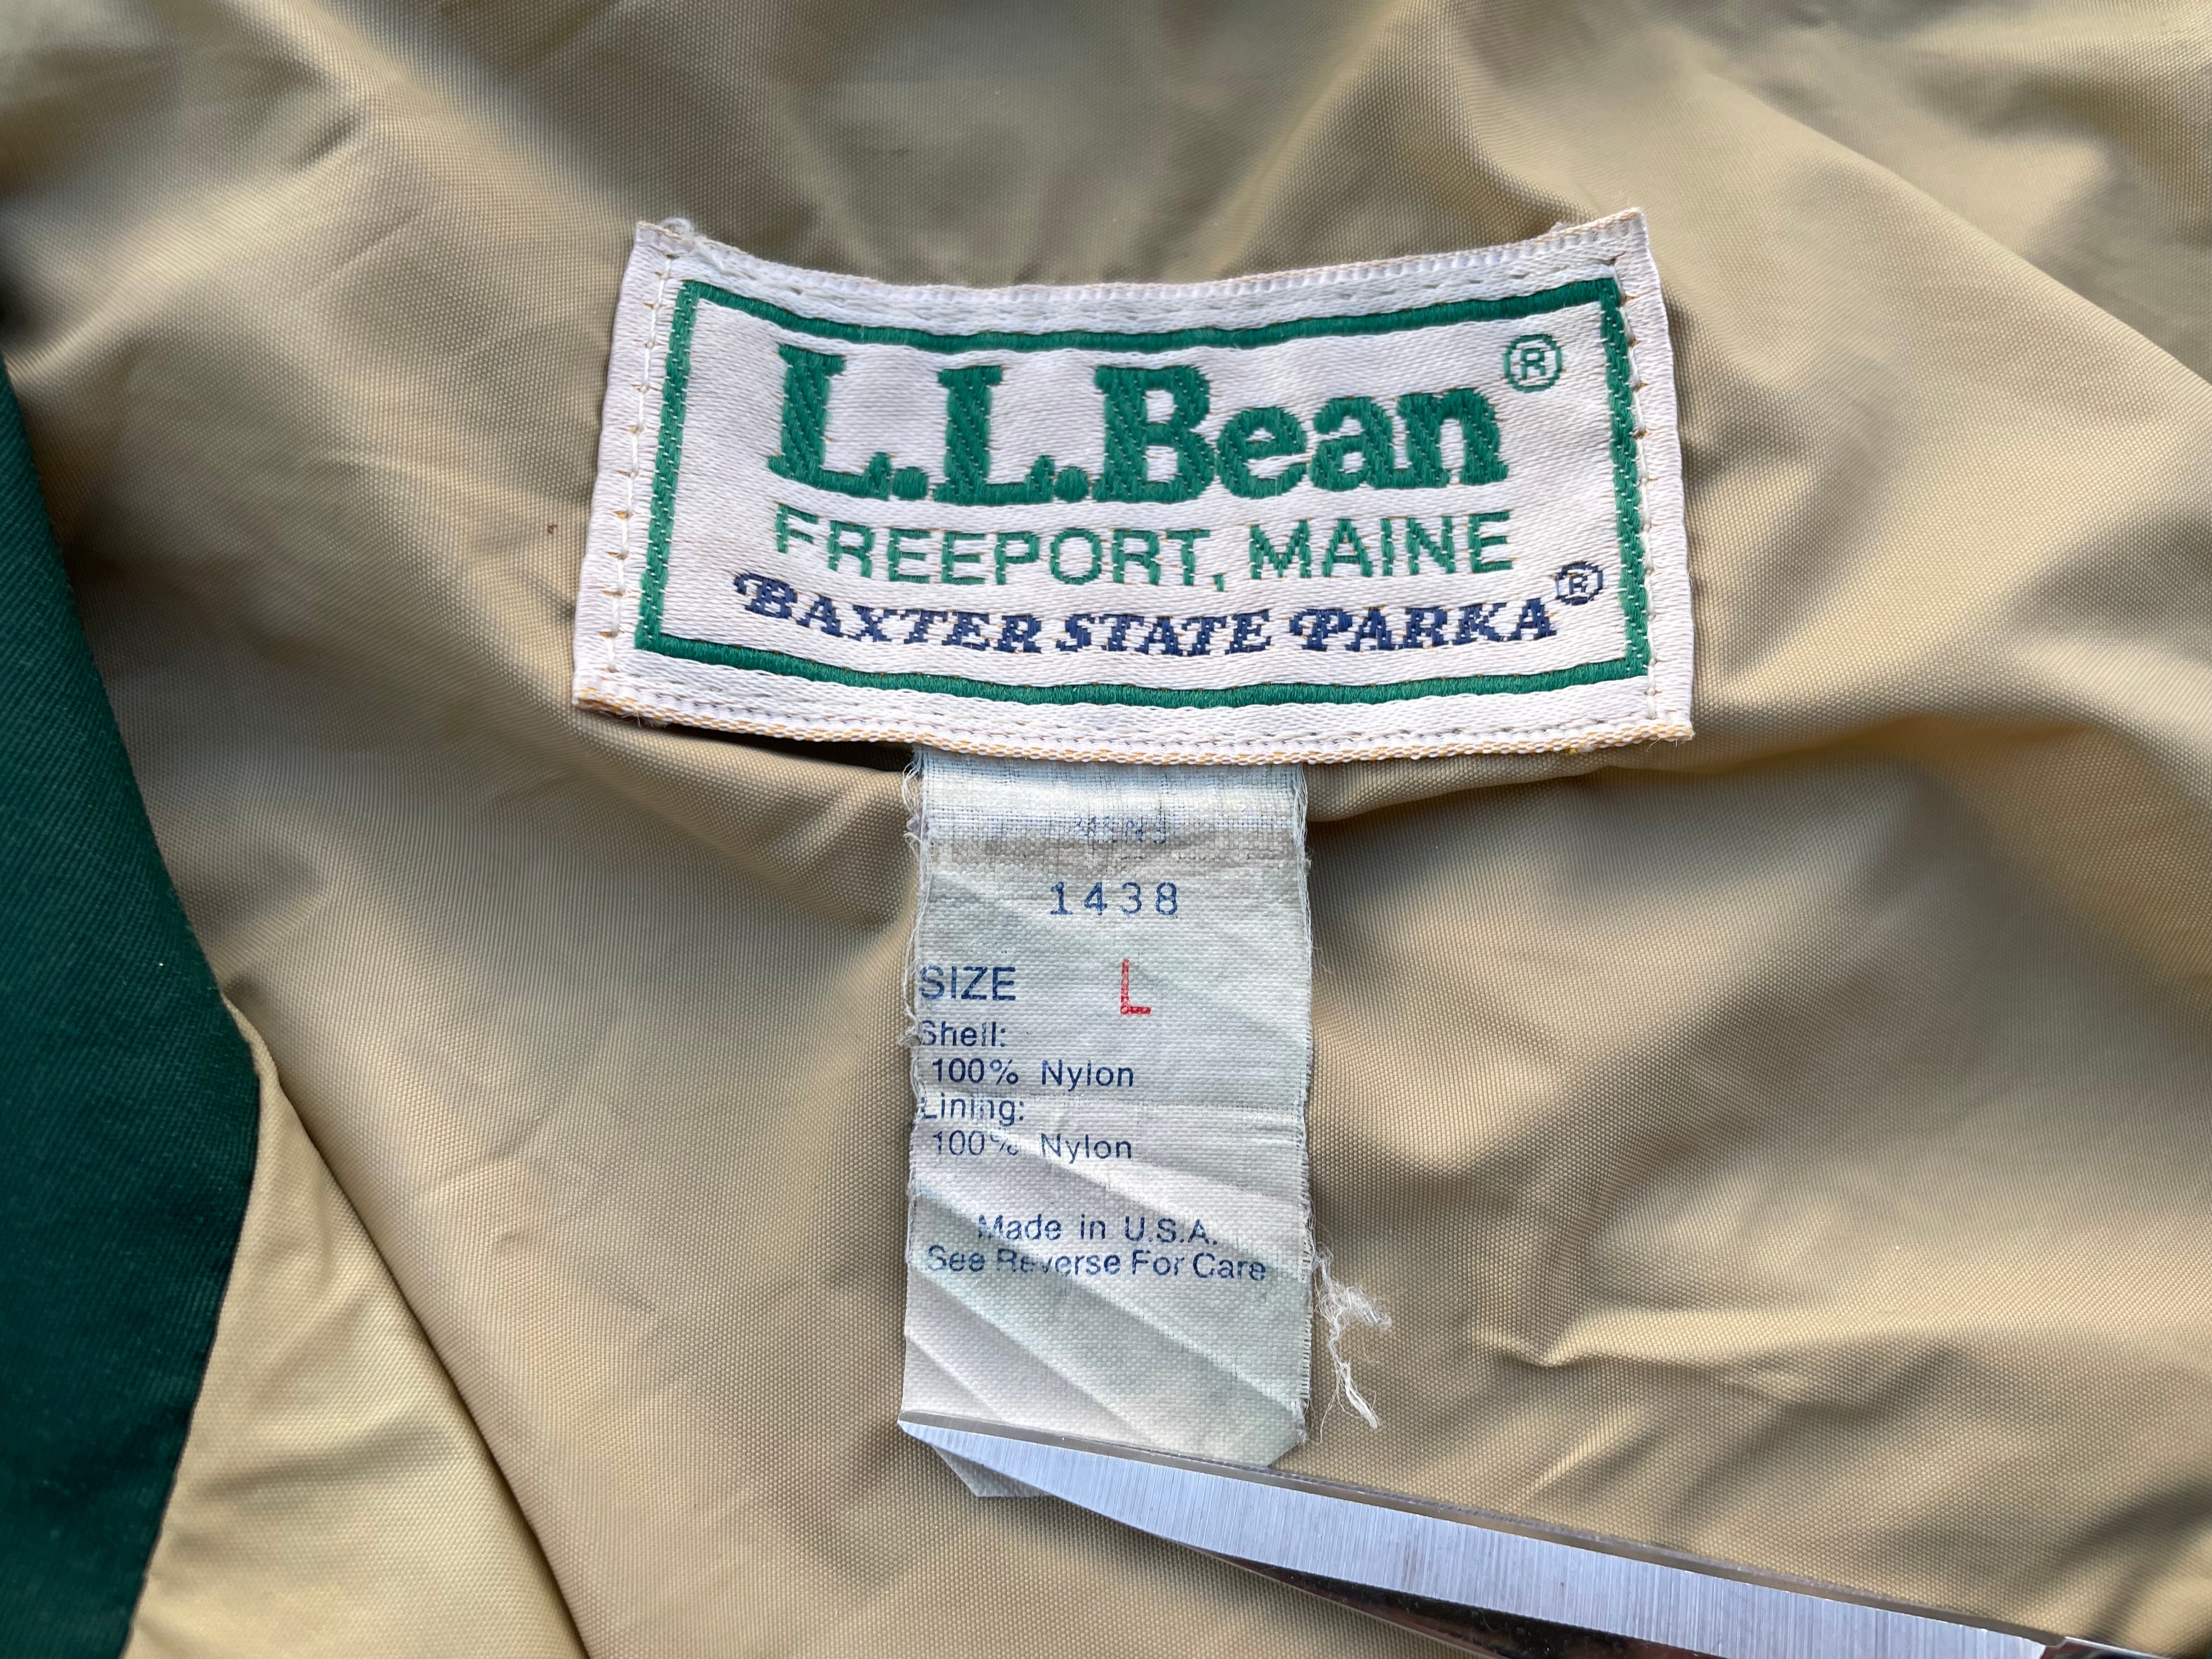 L.L.Bean®
FREEPORT, MAINE
BAXTER STATE PARKA®
1438
SIZE L
Shell:
100% Nylon
Lining:
100% Nylon
Made in U.S.A.
See Reverse For Care